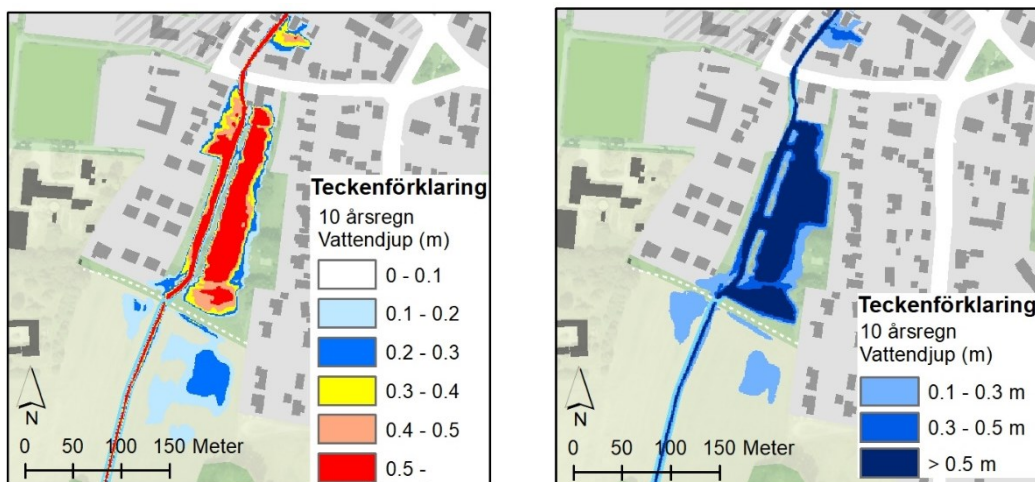 Teckenförklaring
10 årsregn
Vattendjup (m)
0 - 0.1
0.1 - 0.2
0.2 - 0.3
0.3 - 0.4
0.4 - 0.5
0.5 -
N
0 50 100 150 Meter
Teckenförklaring
10 årsregn
Vattendjup (m)
0.1 - 0.3 m
0.3 - 0.5 m
> 0.5 m
N
0 50 100 150 Meter